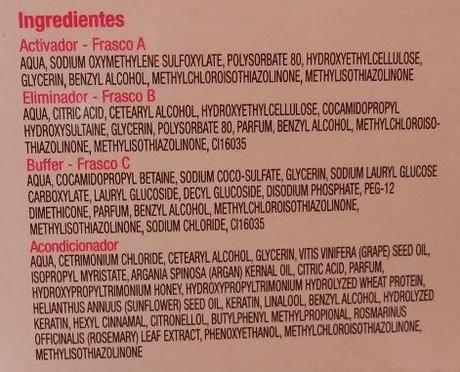 Ingredientes
Activador - Frasco A
AQUA, SODIUM OXYMETHYLENE SULFOXYLATE, POLYSORBATE 80, HYDROXYETHYLCELLULOSE,
GLYCERIN, BENZYL ALCOHOL, METHYLCHLOROISOTHIAZOLINONE, METHYLISOTHIAZOLINONE
Eliminador - Frasco B
AQUA, CITRIC ACID, CETEARYL ALCOHOL, HYDROXYETHYLCELLULOSE, COCAMIDOPROPYL
HYDROXYSULTAINE, GLYCERIN, POLYSORBATE 80, PARFUM, BENZYL ALCOHOL, METHYLCHLOROISO-
THIAZOLINONE, METHYLISOTHIAZOLINONE, CI16035
Buffer - Frasco C
AQUA, COCAMIDOPROPYL BETAINE, SODIUM COCO-SULFATE, GLYCERIN, SODIUM LAURYL GLUCOSE
CARBOXYLATE, LAURYL GLUCOSIDE, DECYL GLUCOSIDE, DISODIUM PHOSPHATE, PEG-12
DIMETHICONE, PARFUM, BENZYL ALCOHOL, METHYLCHLOROISOTHIAZOLINONE,
METHYLISOTHIAZOLINONE, SODIUM CHLORIDE, CI16035
Acondicionador
AQUA, CETRIMONIUM CHLORIDE, CETEARYL ALCOHOL, GLYCERIN, VITIS VINIFERA (GRAPE) SEED OIL,
ISOPROPYL MYRISTATE, ARGANIA SPINOSA (ARGAN) KERNAL OIL, CITRIC ACID, PARFUM,
HYDROXYPROPYLTRIMONIUM HONEY, HYDROXYPROPYLTRIMONIUM HYDROLYZED WHEAT PROTEIN,
HELIANTHUS ANNUUS (SUNFLOWER) SEED OIL, KERATIN, LINALOOL, BENZYL ALCOHOL, HYDROLYZED
KERATIN, HEXYL CINNAMAL, CITRONELLOL, BUTYLPHENYL METHYLPROPIONAL, ROSMARINUS
OFFICINALIS (ROSEMARY) LEAF EXTRACT, PHENOXYETHANOL, METHYLCHLOROISOTHIAZOLINONE,
METHYLISOTHIAZOLINONE